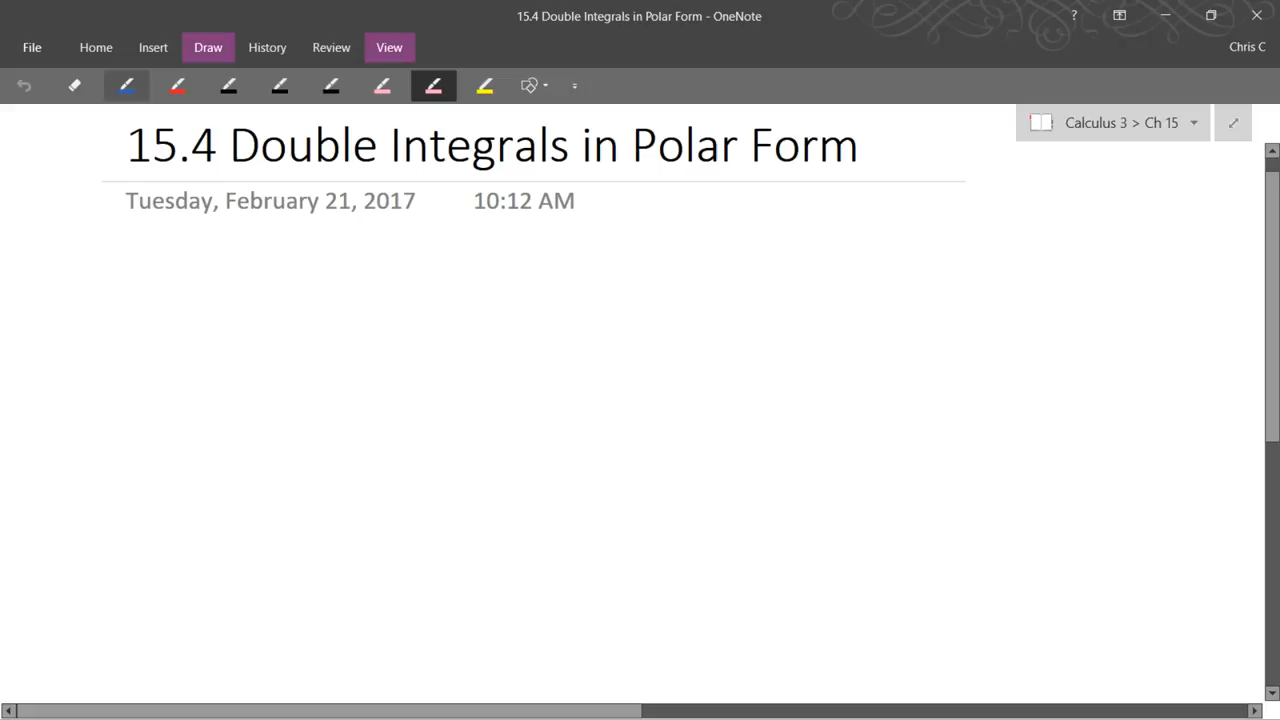 15.4 Double Integrals in Polar Form - OneNote
?
File Home Insert Draw History Review View Chris C
Calculus 3 > Ch 15
15.4 Double Integrals in Polar Form
Tuesday, February 21, 2017 10:12 AM